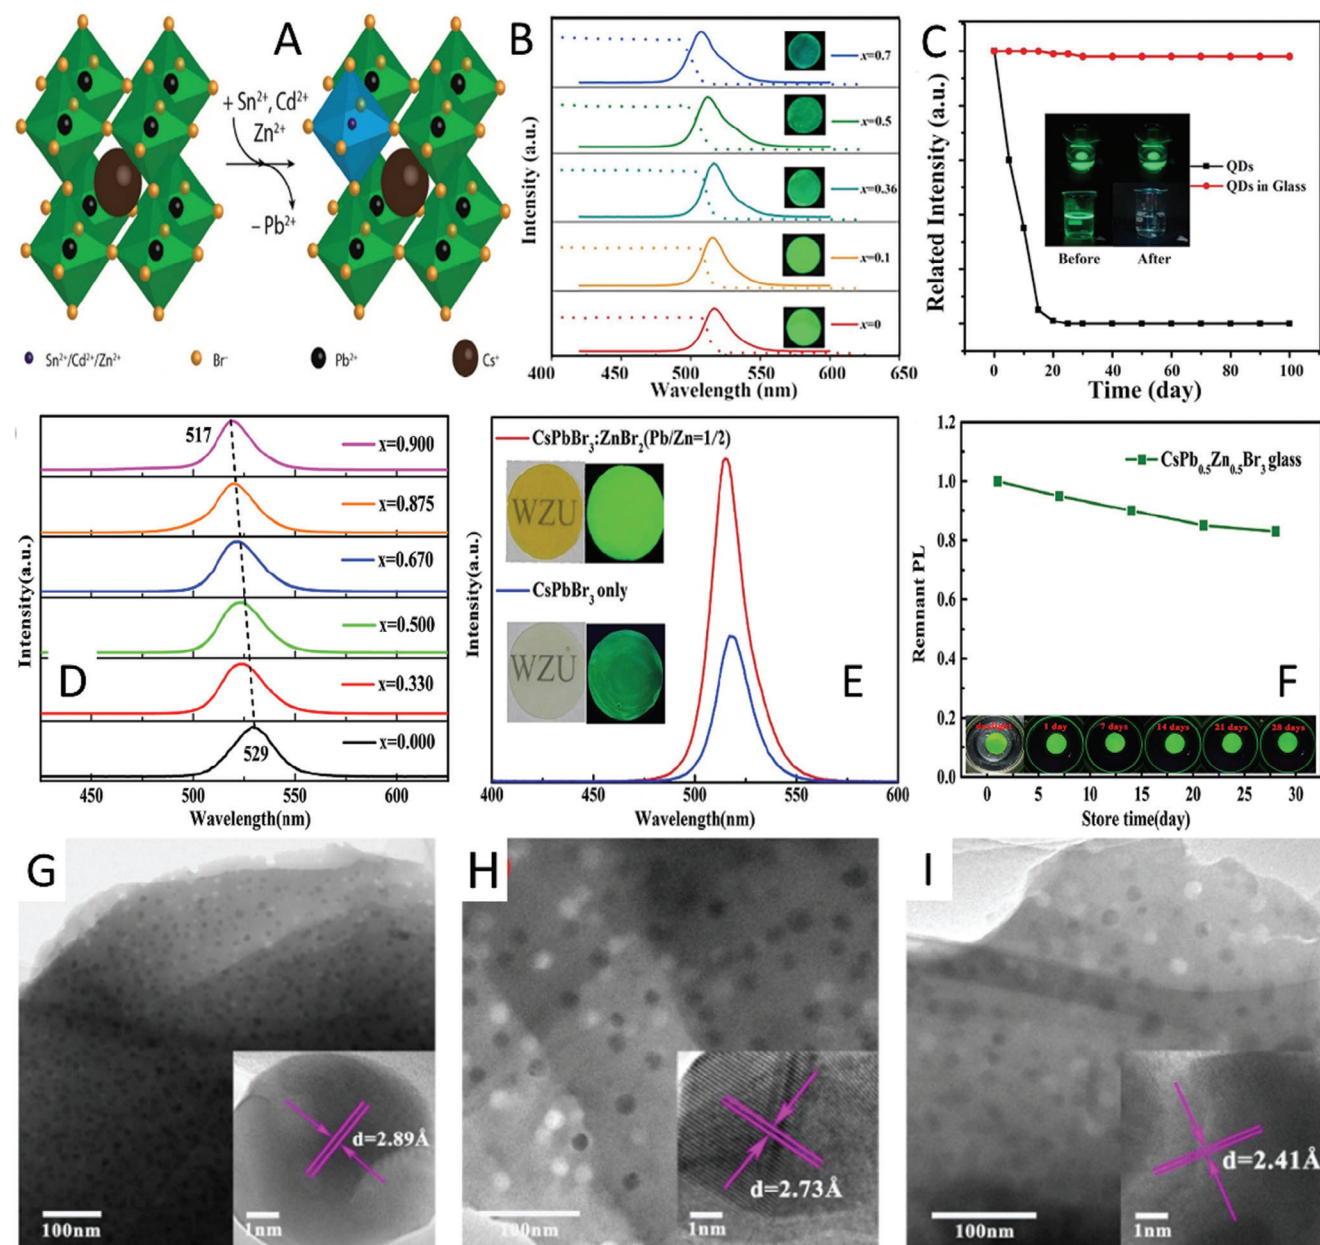 A
+ Sn²⁺, Cd²⁺
Zn²⁺
– Pb²⁺
Sn²⁺/Cd²⁺/Zn²⁺
Br⁻
Pb²⁺
Cs⁺
B
Intensity (a.u.)
x=0.7
x=0.5
x=0.36
x=0.1
x=0
400 450 500 550 600 650
Wavelength (nm)
C
Related Intensity (a.u.)
QDs
QDs in Glass
Before After
0 20 40 60 80 100
Time (day)
D
Intensity(a.u.)
517
x=0.900
x=0.875
x=0.670
x=0.500
x=0.330
x=0.000
529
450 500 550 600
Wavelength(nm)
E
Intensity(a.u.)
CsPbBr₃:ZnBr₂(Pb/Zn=1/2)
WZU
CsPbBr₃ only
WZU
400 450 500 550 600
Wavelength(nm)
F
Remnant PL
1.2
1.0
0.8
0.6
0.4
0.2
0.0
CsPb₀.₅Zn₀.₅Br₃ glass
1 day
7 days
14 days
21 days
28 days
0 5 10 15 20 25 30
Store time(day)
G
d=2.89Å
100nm
1nm
H
d=2.73Å
100nm
1nm
I
d=2.41Å
100nm
1nm